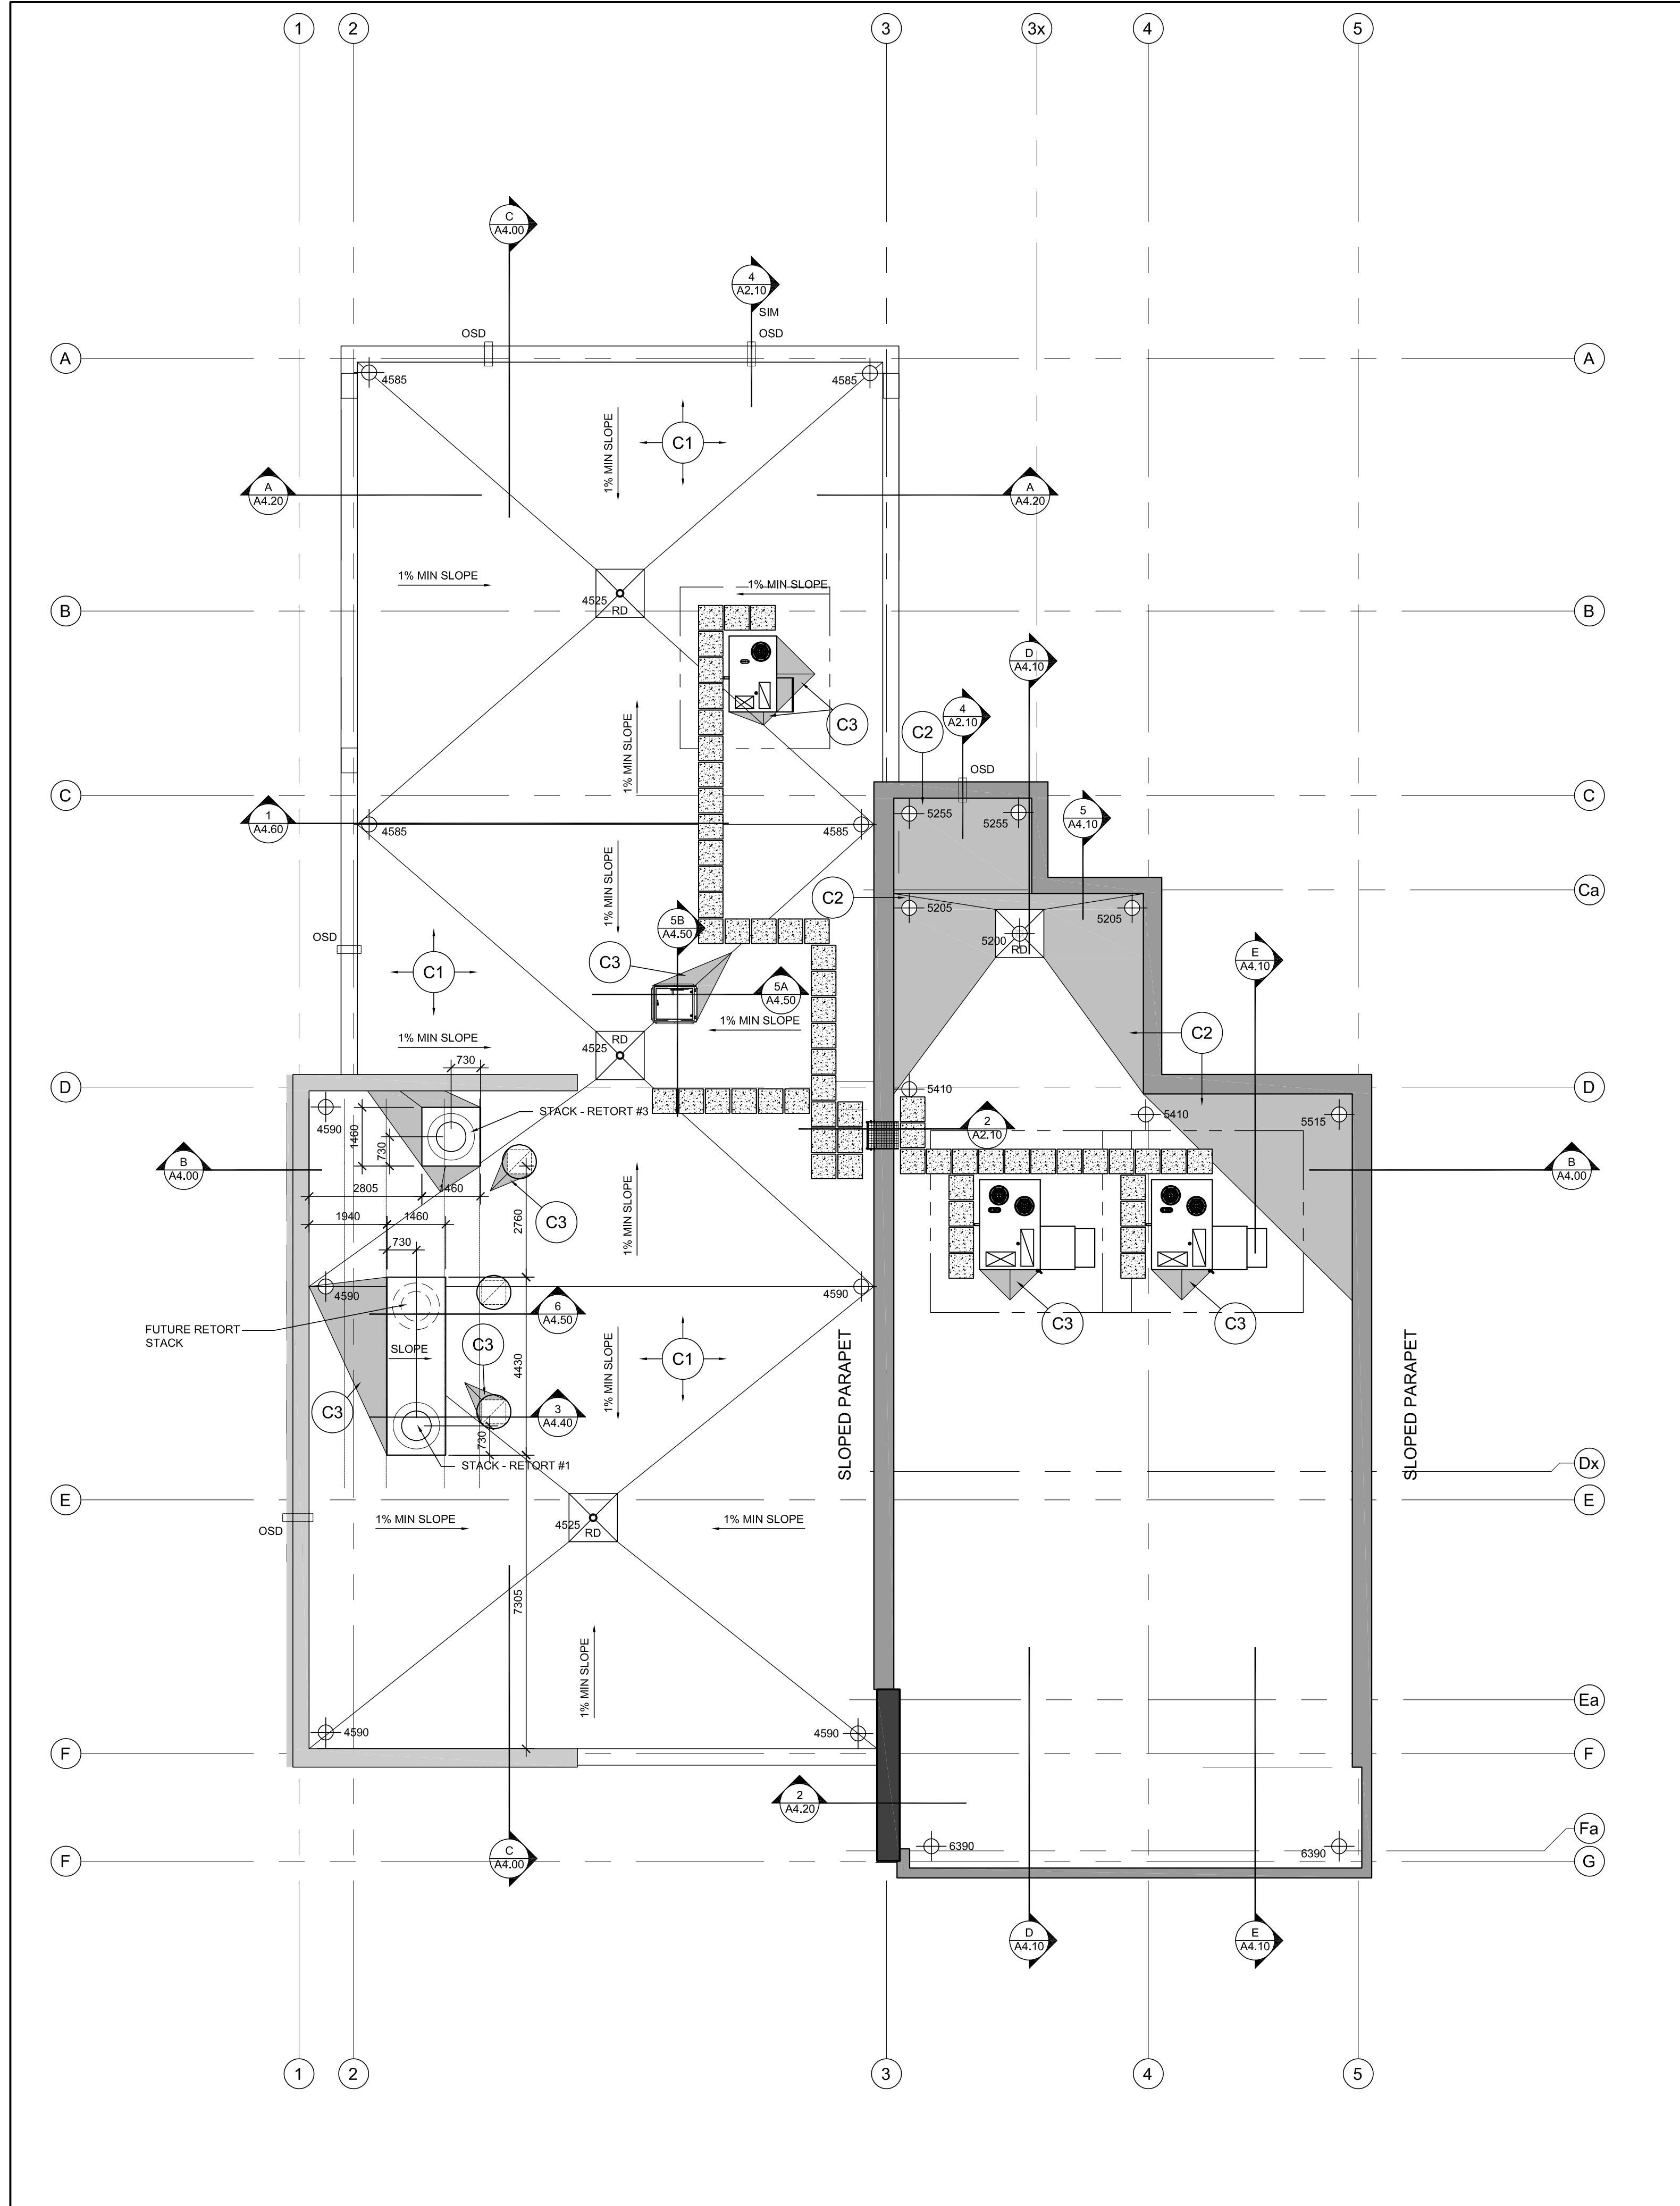 1
2
3
3x
4
5
C
A4.00
4
A2.10
SIM
OSD
OSD
A
A
4585
4585
1% MIN SLOPE
C1
A
A4.20
A
A4.20
1% MIN SLOPE
1% MIN SLOPE
4525
RD
B
B
D
A4.10
4
A2.10
C3
C2
1% MIN SLOPE
OSD
C
C
1
A4.60
4585
4585
5255
5255
5
A4.10
1% MIN SLOPE
C2
Ca
5205
5205
5B
A4.50
5200
RD
OSD
C1
C3
5A
A4.50
E
A4.10
1% MIN SLOPE
1% MIN SLOPE
RD
4525
C2
730
D
D
5410
4590
STACK - RETORT #3
5410
5515
1460
730
2
A2.10
B
A4.00
B
A4.00
2805
1460
1940
1460
C3
2760
1% MIN SLOPE
730
4590
4590
6
A4.50
C3
C3
FUTURE RETORT
STACK
SLOPE
C3
4430
1% MIN SLOPE
C1
C3
3
A4.40
730
STACK - RETORT #1
SLOPED PARAPET
SLOPED PARAPET
Dx
E
E
OSD
1% MIN SLOPE
4525
RD
1% MIN SLOPE
7305
1% MIN SLOPE
Ea
4590
4590
F
F
2
A4.20
Fa
6390
6390
F
G
C
A4.00
D
A4.10
E
A4.10
1
2
3
4
5